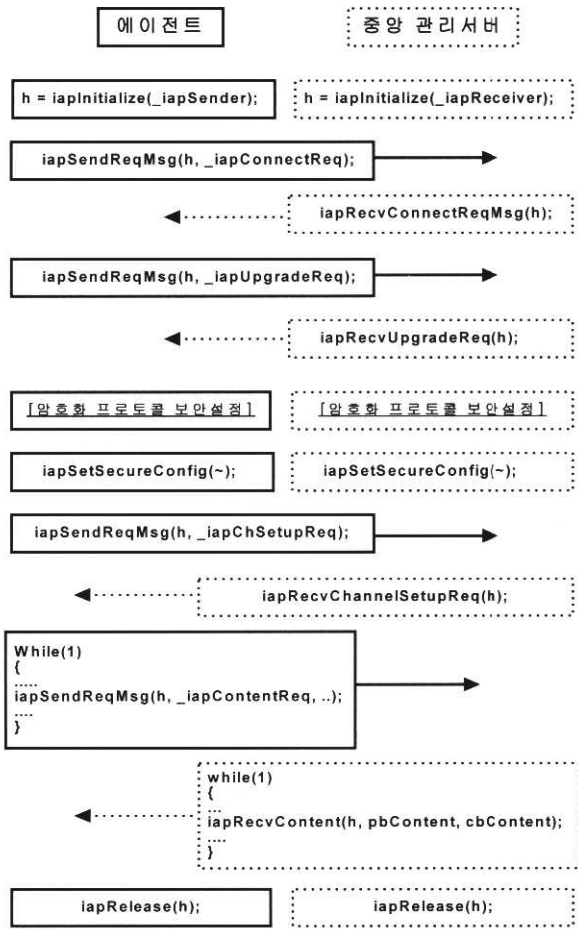 에이전트
중앙 관리서버
h = iapInitialize(_iapSender);
h = iapInitialize(_iapReceiver);
iapSendReqMsg(h, _iapConnectReq);
iapRecvConnectReqMsg(h);
iapSendReqMsg(h, _iapUpgradeReq);
iapRecvUpgradeReq(h);
[암호화 프로토콜 보안설정]
[암호화 프로토콜 보안설정]
iapSetSecureConfig(~);
iapSetSecureConfig(~);
iapSendReqMsg(h, _iapChSetupReq);
iapRecvChannelSetupReq(h);
While(1)
{
.....
iapSendReqMsg(h, _iapContentReq, ..);
....
}
while(1)
{
...
iapRecvContent(h, pbContent, cbContent);
....
}
iapRelease(h);
iapRelease(h);